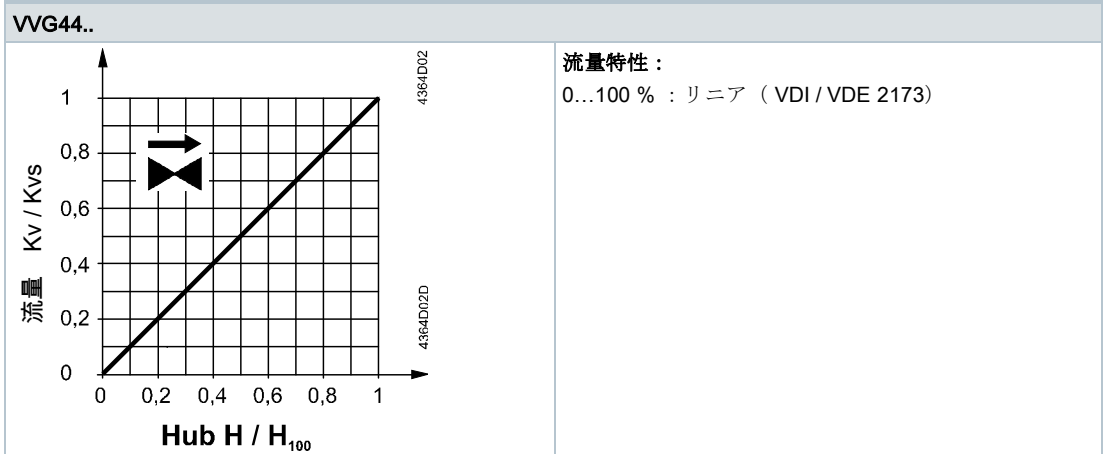 VVG44..
流量特性：
0…100 % ：リニア（ VDI / VDE 2173）
4364D02
4364D02D
流量 Kv / Kvs
1
0,8
0,6
0,4
0,2
0
0 0,2 0,4 0,6 0,8 1
Hub H / H₁₀₀